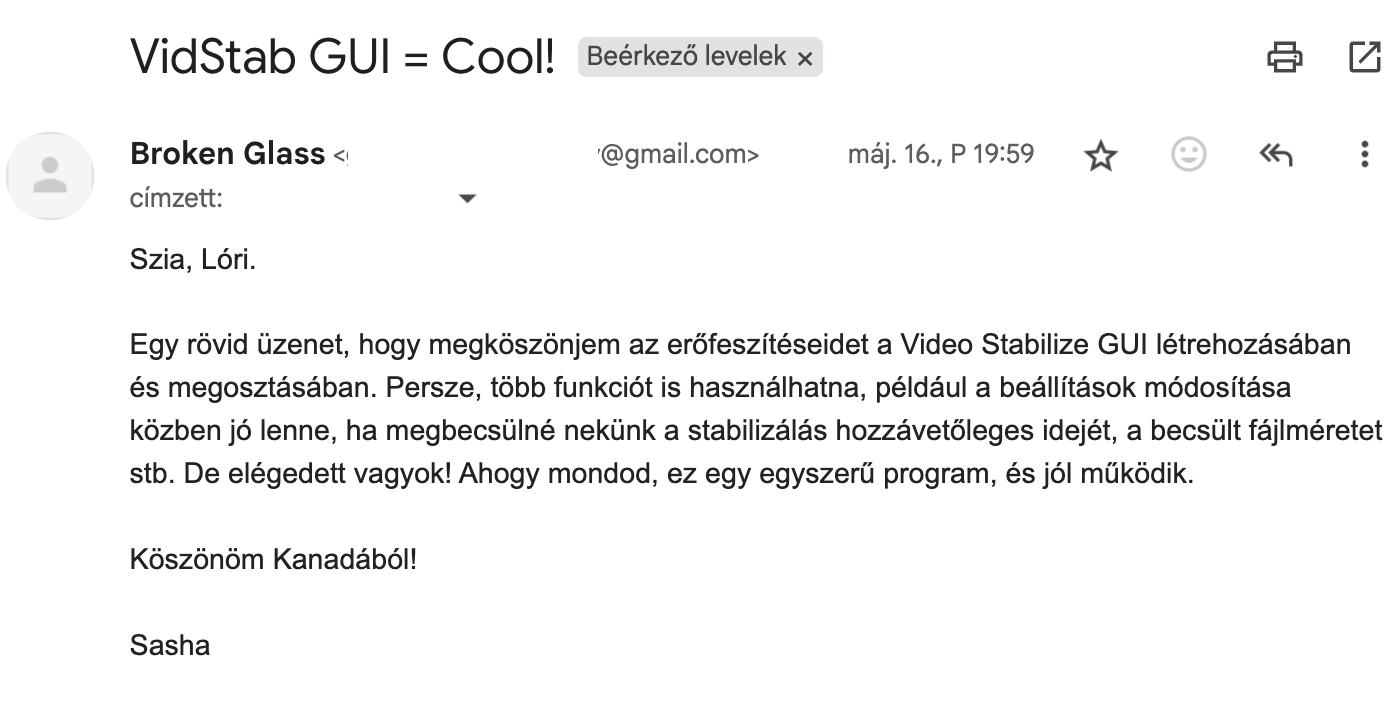 VidStab GUI = Cool! Beérkező levelek ×
Broken Glass @gmail.com> máj. 16., P 19:59
címzett:
Szia, Lóri.
Egy rövid üzenet, hogy megköszönjem az erőfeszítéseidet a Video Stabilize GUI létrehozásában
és megosztásában. Persze, több funkciót is használhatna, például a beállítások módosítása
közben jó lenne, ha megbecsülné nekünk a stabilizálás hozzávetőleges idejét, a becsült fájlméretet
stb. De elégedett vagyok! Ahogy mondod, ez egy egyszerű program, és jól működik.
Köszönöm Kanadából!
Sasha